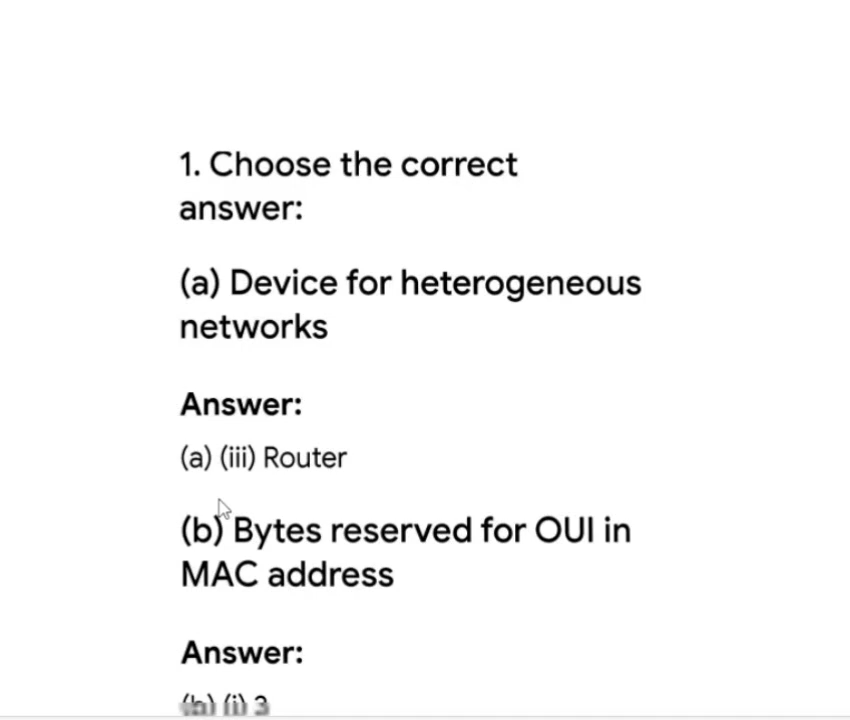 1. Choose the correct
answer:
(a) Device for heterogeneous
networks
Answer:
(a) (iii) Router
(b) Bytes reserved for OUI in
MAC address
Answer:
(b) (i) 3